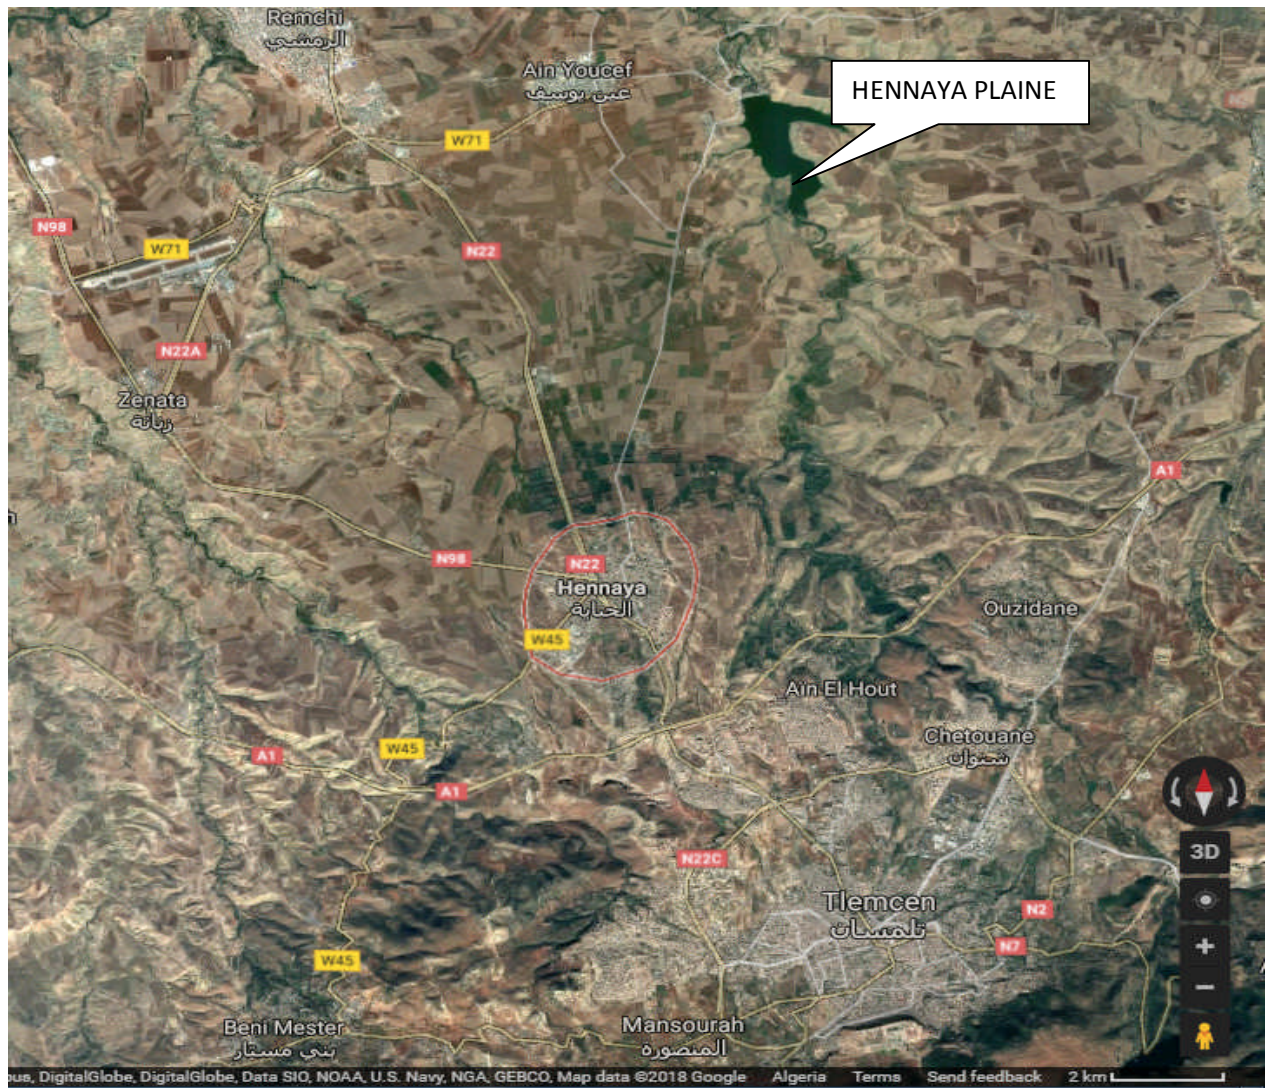 Remchi
الرمشي
Ain Youcef
عين يوسف
HENNAYA PLAINE
W71
N98
W71
N22
N22A
Zenata
زناتة
A1
N98
N22
Hennaya
الحناية
W45
Ouzidane
Aïn El Hout
Chetouane
شتوان
W45
A1
A1
3D
N22C
Tlemcen
تلمسان
N2
N7
W45
Beni Mester
بني مستار
Mansourah
المنصورة
bus, DigitalGlobe, DigitalGlobe, Data SIO, NOAA, U.S. Navy, NGA, GEBCO, Map data ©2018 Google Algeria Terms Send feedback 2 km